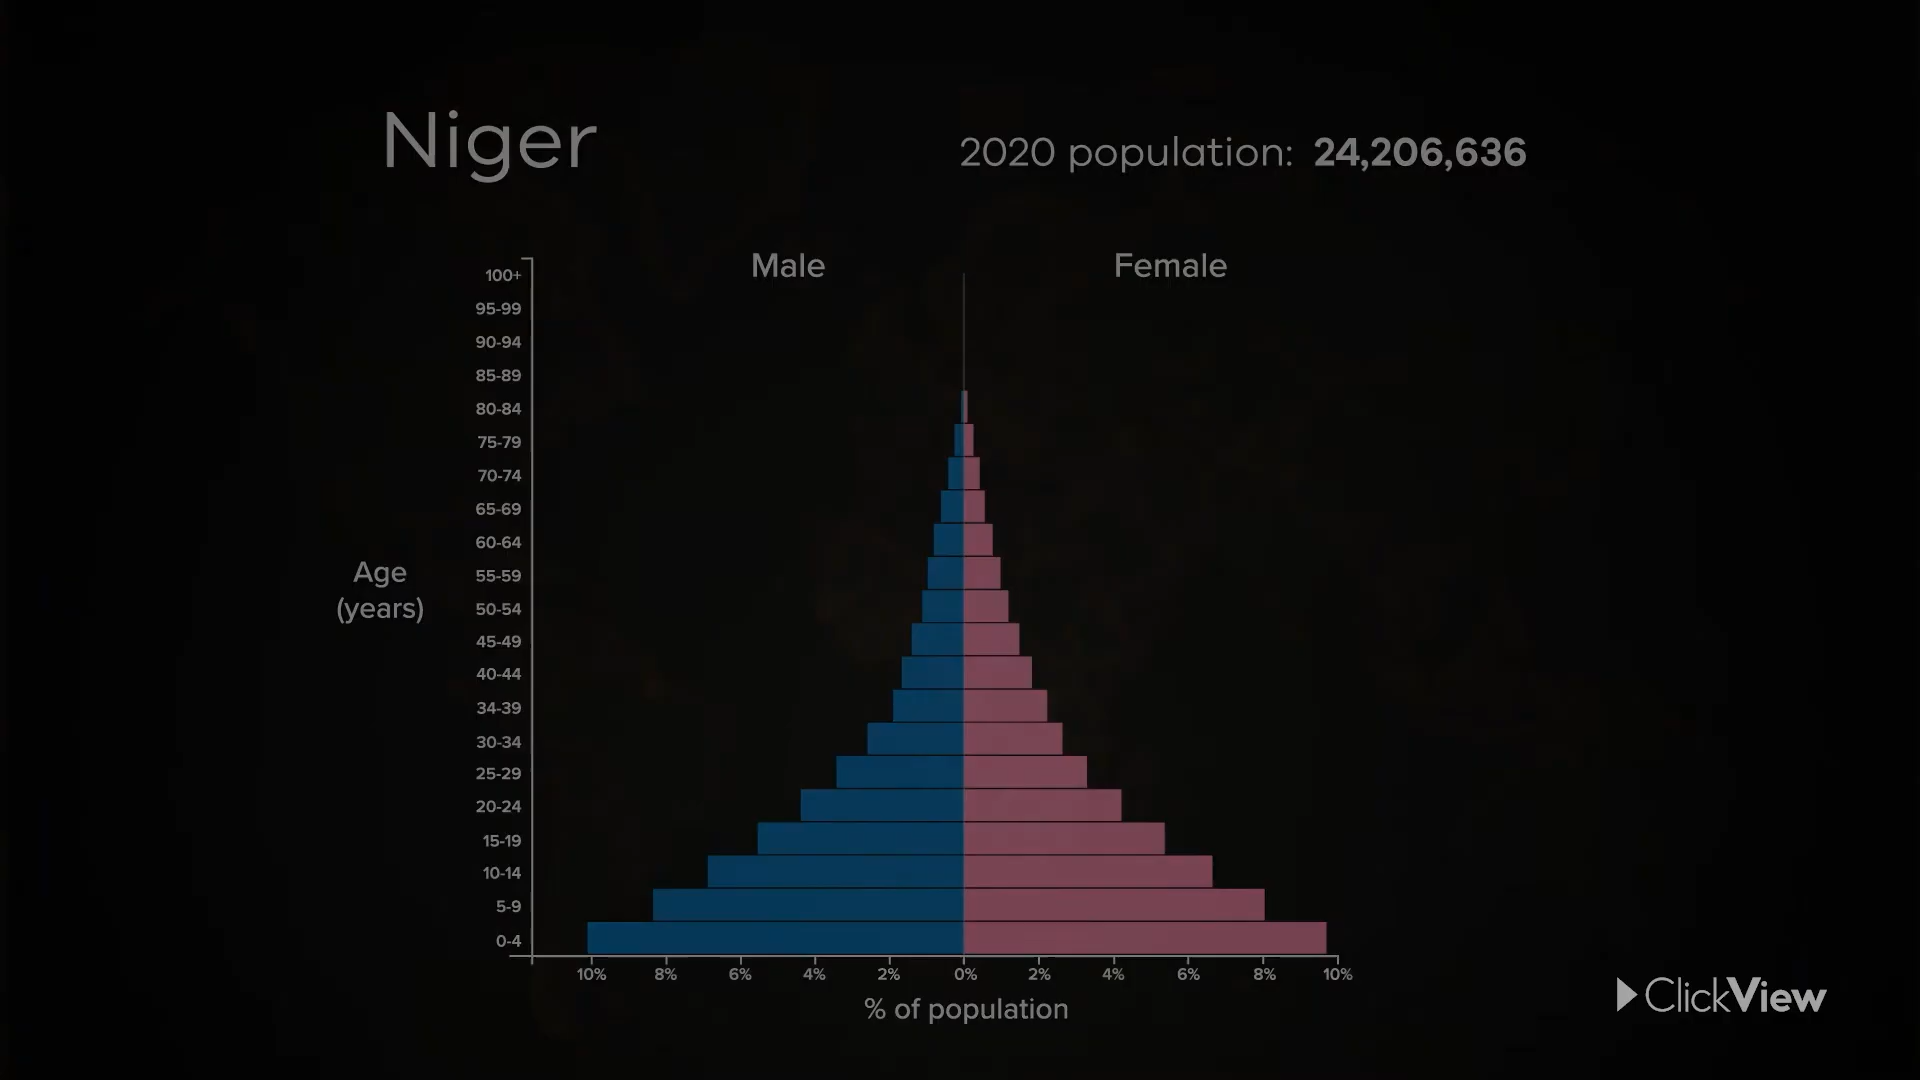 Niger
2020 population: 24,206,636
Male Female
100+
95-99
90-94
85-89
80-84
75-79
70-74
65-69
60-64
55-59
50-54
45-49
40-44
34-39
30-34
25-29
20-24
15-19
10-14
5-9
0-4
Age
(years)
10% 8% 6% 4% 2% 0% 2% 4% 6% 8% 10%
% of population
ClickView